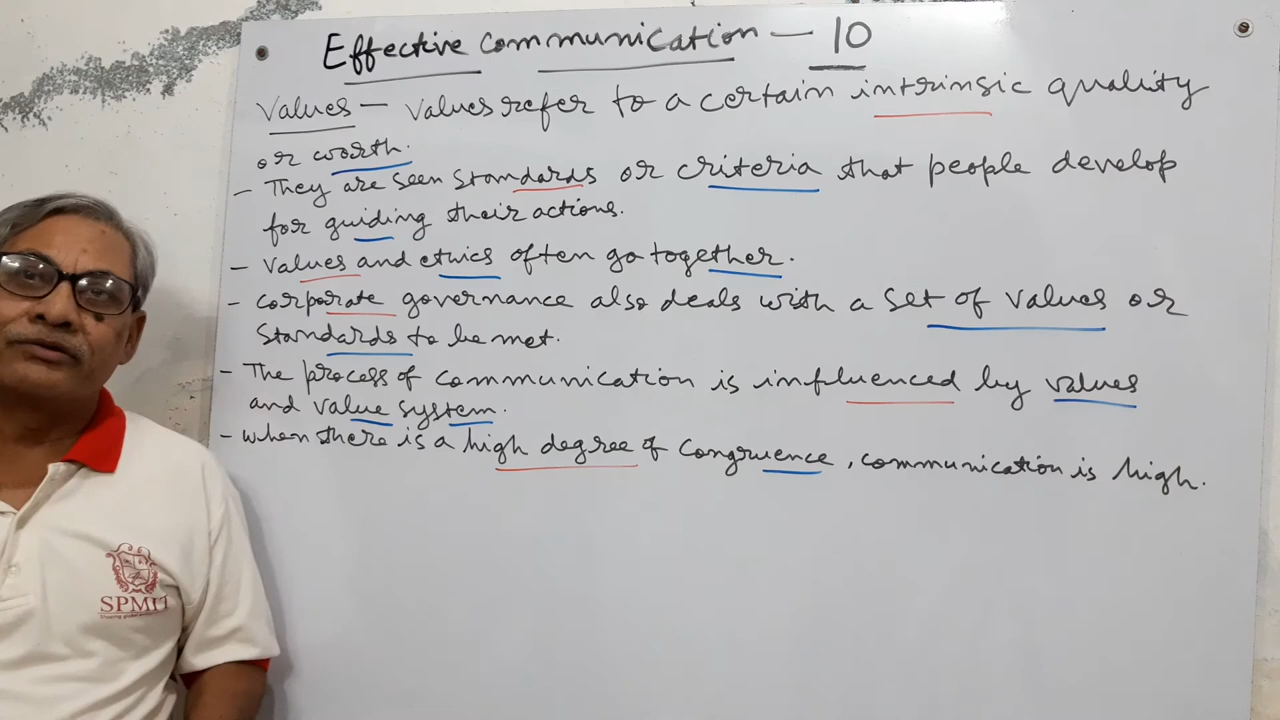 Effective communication — 10
Values — Values refer to a certain intrinsic quality
or worth.
- They are seen standards or criteria that people develop
for guiding their actions.
- Values and ethics often go together.
- Corporate governance also deals with a set of values or
standards to be met.
- The process of communication is influenced by values
and value system.
- when there is a high degree of congruence, communication is high.
SPMIT